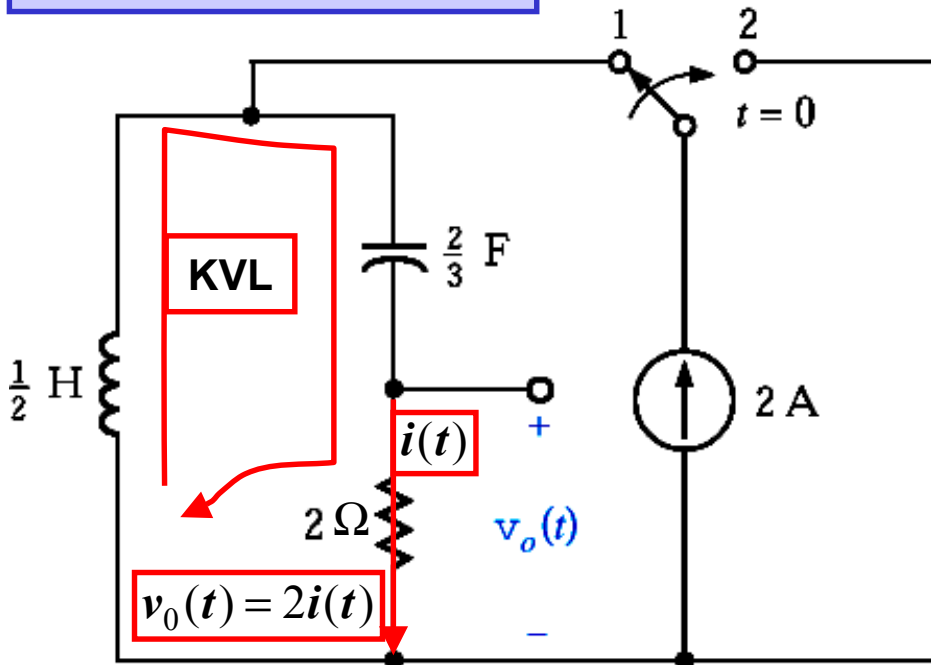 1 2
t = 0
KVL
2/3 F
1/2 H
2 A
+
i(t)
2 Ω
v_o(t)
v_0(t) = 2i(t)
−